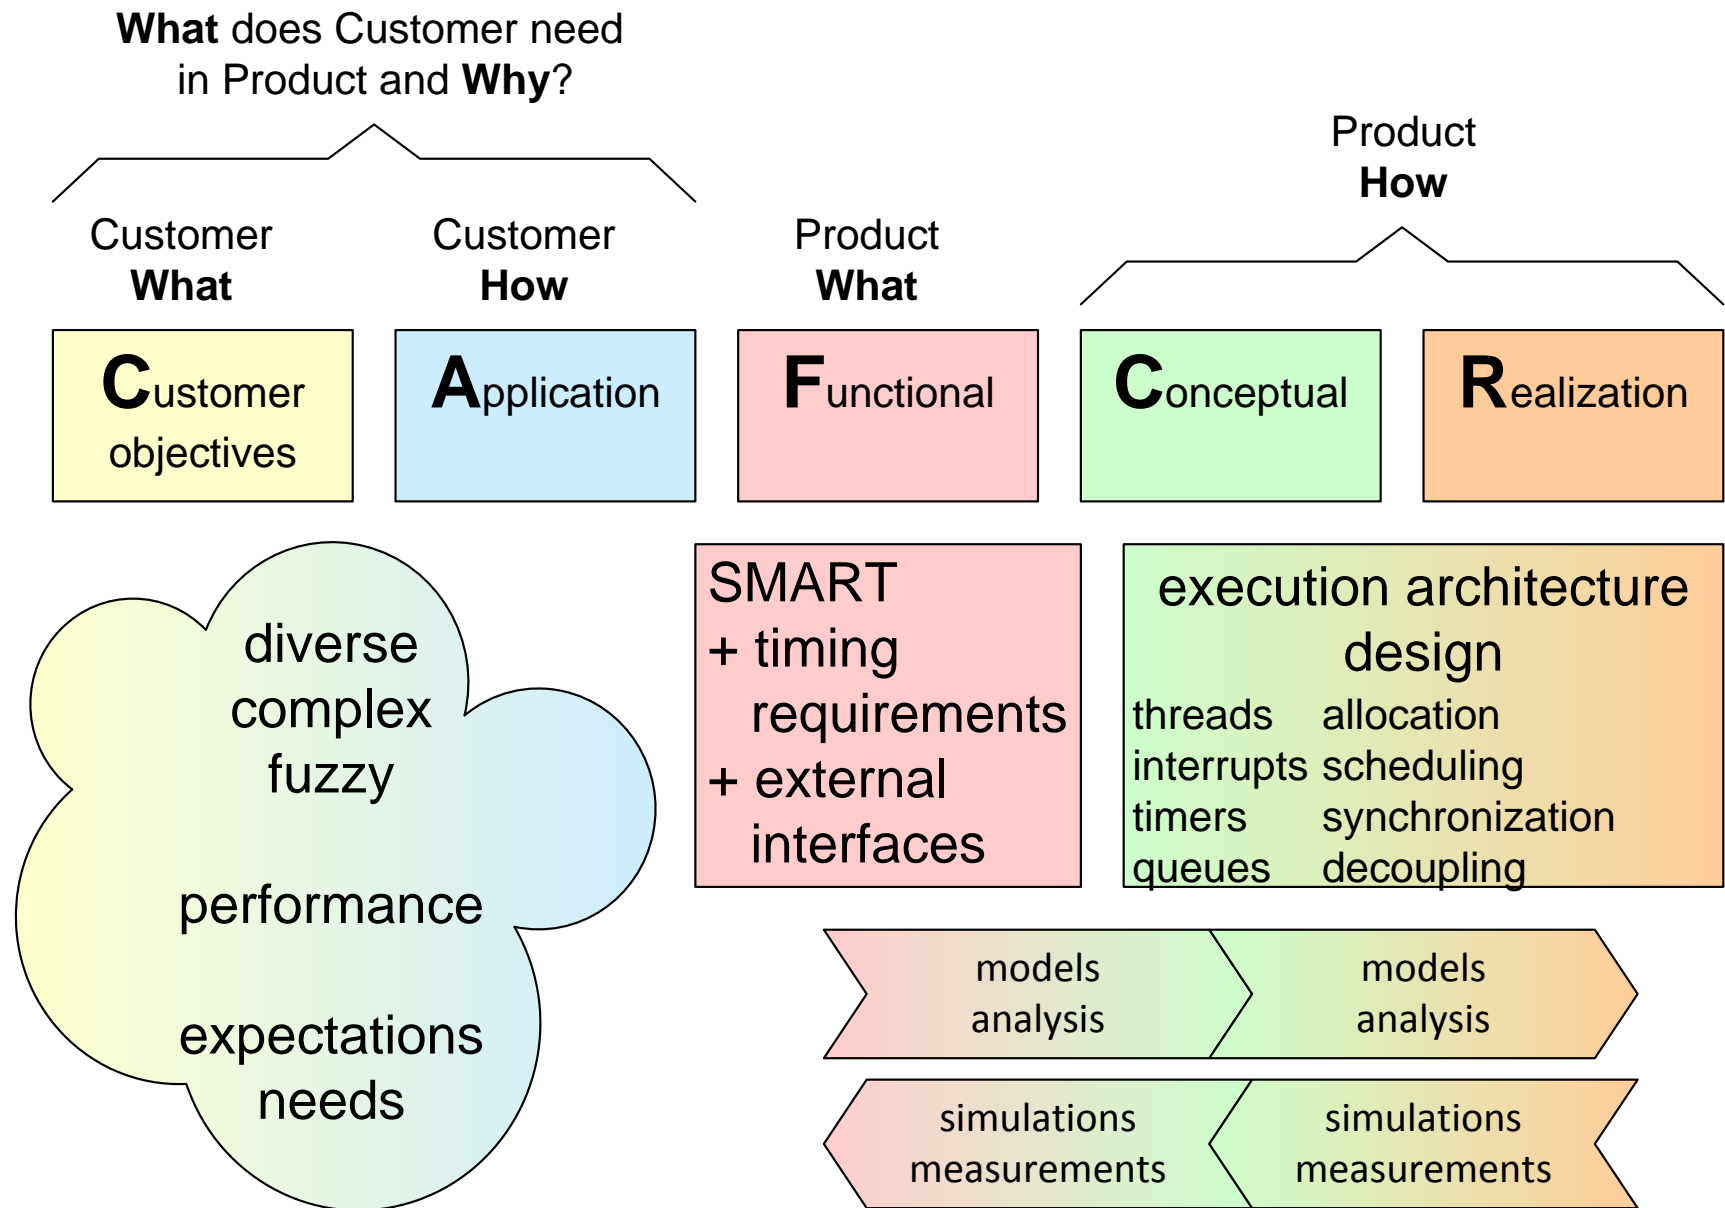 What does Customer need
in Product and Why?
Product
How
Customer
What
Customer
How
Product
What
Customer
objectives
Application
Functional
Conceptual
Realization
diverse
complex
fuzzy
performance
expectations
needs
SMART
+ timing
requirements
+ external
interfaces
execution architecture
design
threads allocation
interrupts scheduling
timers synchronization
queues decoupling
models
analysis
models
analysis
simulations
measurements
simulations
measurements